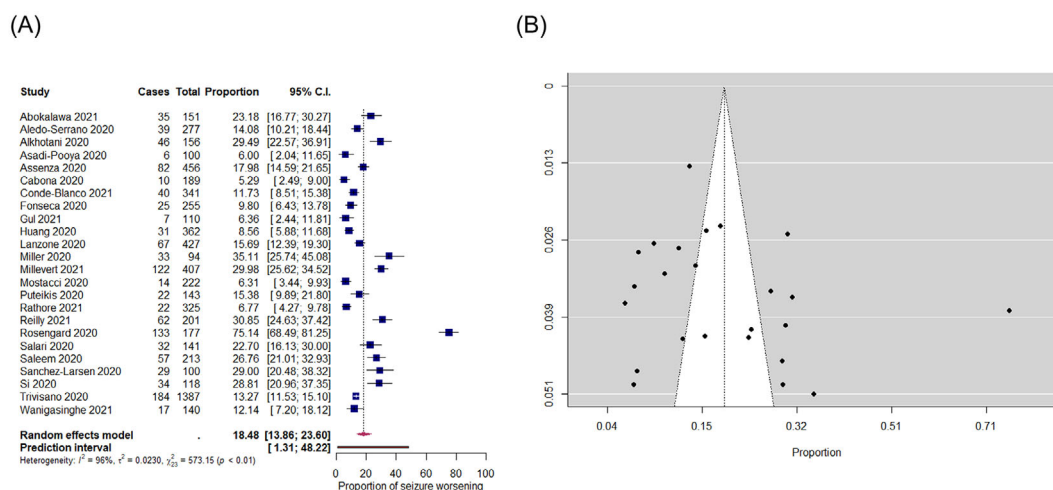 (A)
Study Cases Total Proportion 95% C.I.
Abokalawa 2021 35 151 23.18 [16.77; 30.27]
Aledo-Serrano 2020 39 277 14.08 [10.21; 18.44]
Alkhotani 2020 46 156 29.49 [22.57; 36.91]
Asadi-Pooya 2020 6 100 6.00 [ 2.04; 11.65]
Assenza 2020 82 456 17.98 [14.59; 21.65]
Cabona 2020 10 189 5.29 [ 2.49; 9.00]
Conde-Blanco 2021 40 341 11.73 [ 8.51; 15.38]
Fonseca 2020 25 255 9.80 [ 6.43; 13.78]
Gul 2021 7 110 6.36 [ 2.44; 11.81]
Huang 2020 31 362 8.56 [ 5.88; 11.68]
Lanzone 2020 67 427 15.69 [12.39; 19.30]
Miller 2020 33 94 35.11 [25.74; 45.08]
Millevert 2021 122 407 29.98 [25.62; 34.52]
Mostacci 2020 14 222 6.31 [ 3.44; 9.93]
Puteikis 2020 22 143 15.38 [ 9.89; 21.80]
Rathore 2021 22 325 6.77 [ 4.27; 9.78]
Reilly 2021 62 201 30.85 [24.63; 37.42]
Rosengard 2020 133 177 75.14 [68.49; 81.25]
Salari 2020 32 141 22.70 [16.13; 30.00]
Saleem 2020 57 213 26.76 [21.01; 32.93]
Sanchez-Larsen 2020 29 100 29.00 [20.48; 38.32]
Si 2020 34 118 28.81 [20.96; 37.35]
Trivisano 2020 184 1387 13.27 [11.53; 15.10]
Wanigasinghe 2021 17 140 12.14 [ 7.20; 18.12]
Random effects model . 18.48 [13.86; 23.60]
Prediction interval [ 1.31; 48.22]
Heterogeneity: I² = 96%, τ² = 0.0230, χ²₂₃ = 573.15 (p < 0.01)
0 20 40 60 80 100
Proportion of seizure worsening
(B)
0
0.013
0.026
0.039
0.051
0.04 0.15 0.32 0.51 0.71
Proportion